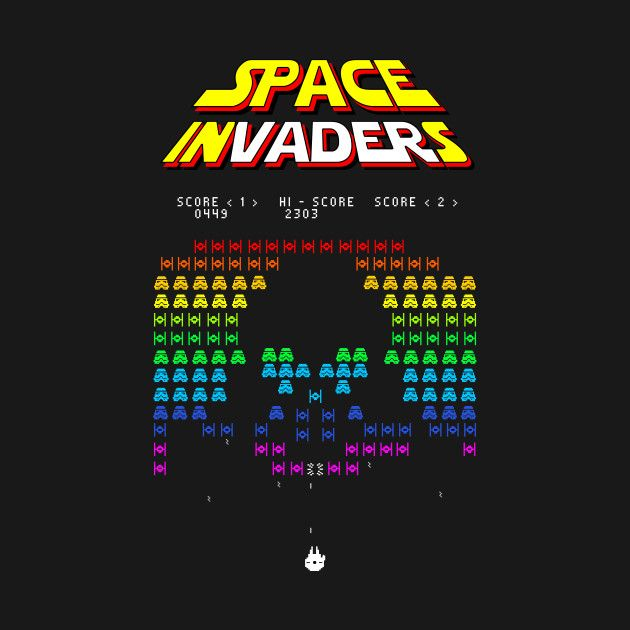 SPACE
INVADERS
SCORE < 1 > HI - SCORE SCORE < 2 >
0449 2303